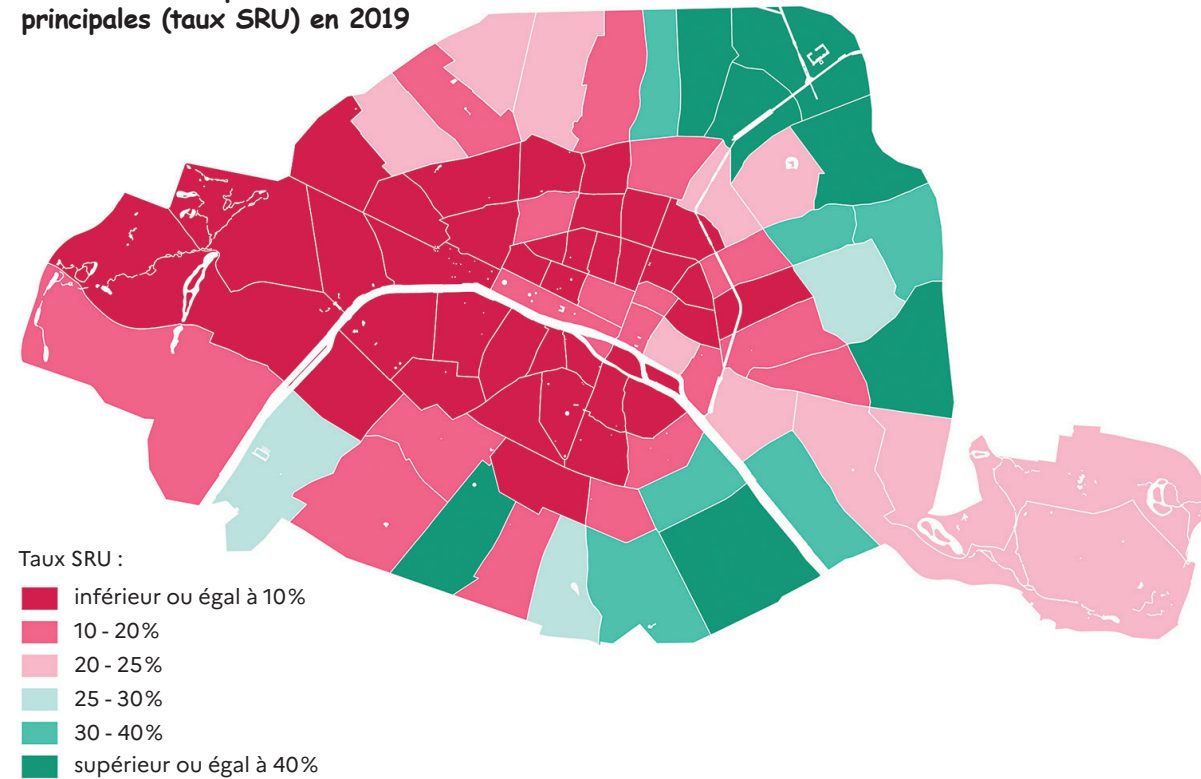 principales (taux SRU) en 2019
Taux SRU :
inférieur ou égal à 10%
10 - 20%
20 - 25%
25 - 30%
30 - 40%
supérieur ou égal à 40%